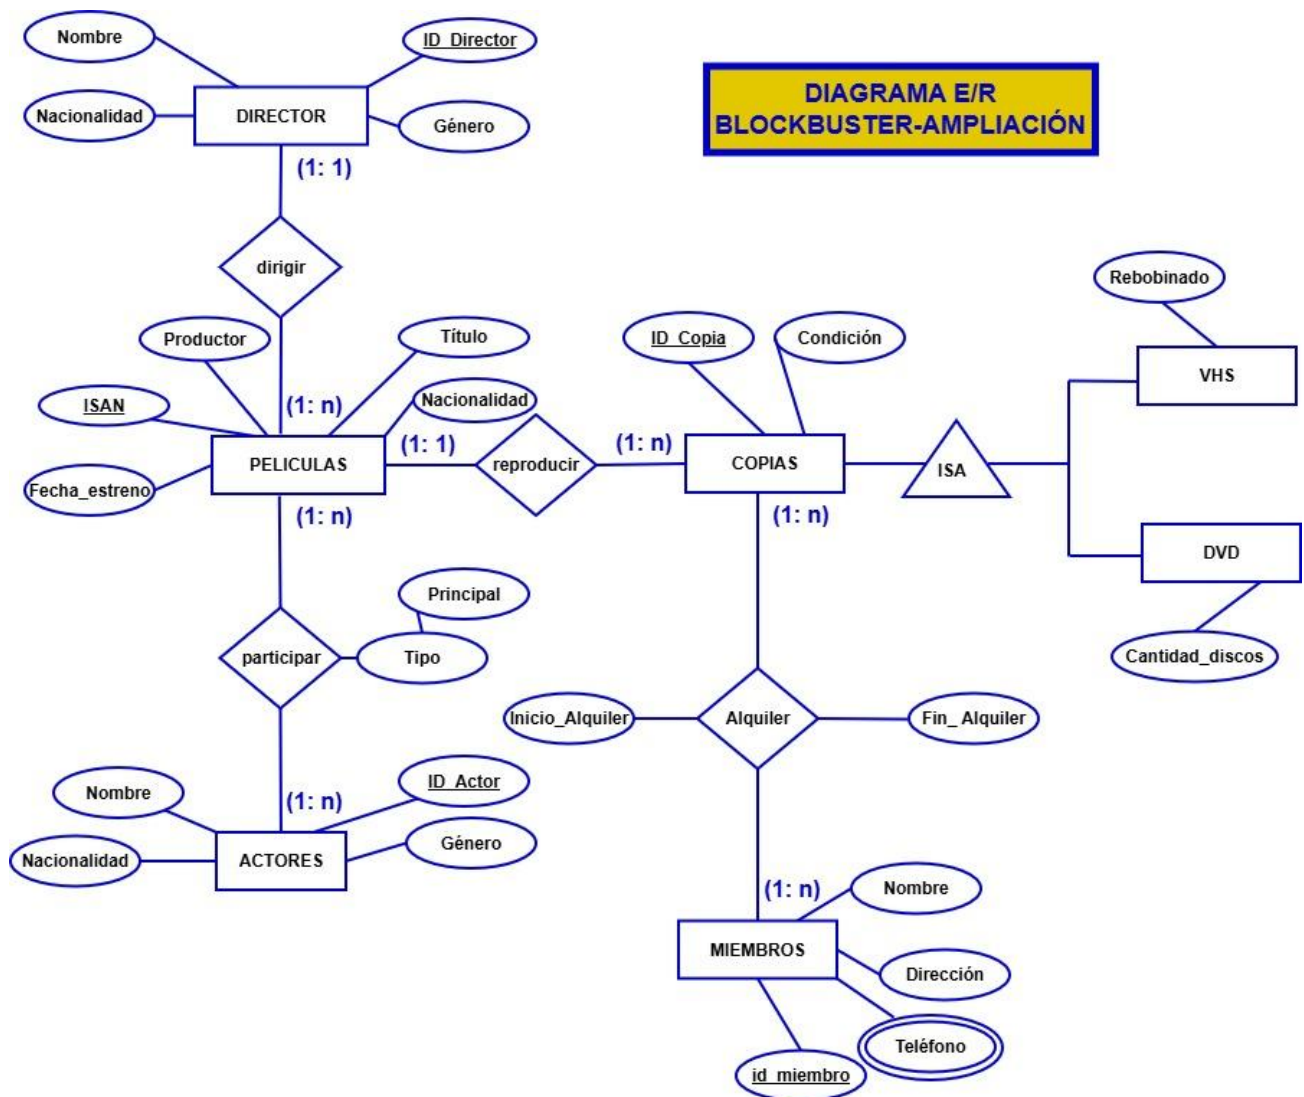 Nombre
ID_Director
DIRECTOR
Nacionalidad
Género
(1: 1)
DIAGRAMA E/R
BLOCKBUSTER-AMPLIACIÓN
dirigir
Rebobinado
Productor
Título
ID_Copia
Condición
VHS
ISAN
(1: n)
Nacionalidad
PELICULAS
(1: 1)
reproducir
(1: n)
COPIAS
ISA
Fecha_estreno
(1: n)
(1: n)
DVD
Principal
participar
Tipo
Cantidad_discos
Inicio_Alquiler
Alquiler
Fin_ Alquiler
Nombre
(1: n)
ID_Actor
Nacionalidad
ACTORES
Género
(1: n)
Nombre
MIEMBROS
Dirección
Teléfono
id_miembro